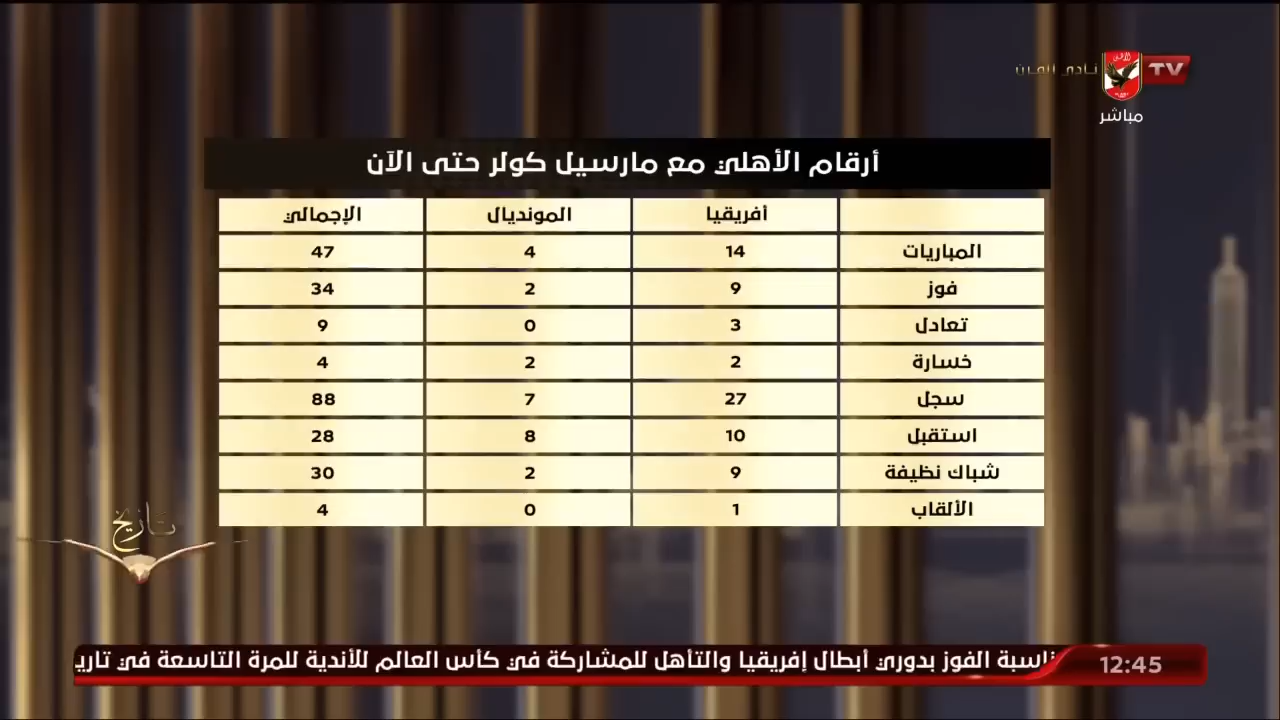 نادي القرن TV
مباشر
أرقام الأهلي مع مارسيل كولر حتى الآن
أفريقيا المونديال الإجمالي
المباريات 14 4 47
فوز 9 2 34
تعادل 3 0 9
خسارة 2 2 4
سجل 27 7 88
استقبل 10 8 28
شباك نظيفة 9 2 30
الألقاب 1 0 4
تاريخ
12:45 الفوز بدوري أبطال إفريقيا والتأهل للمشاركة في كأس العالم للأندية للمرة التاسعة في